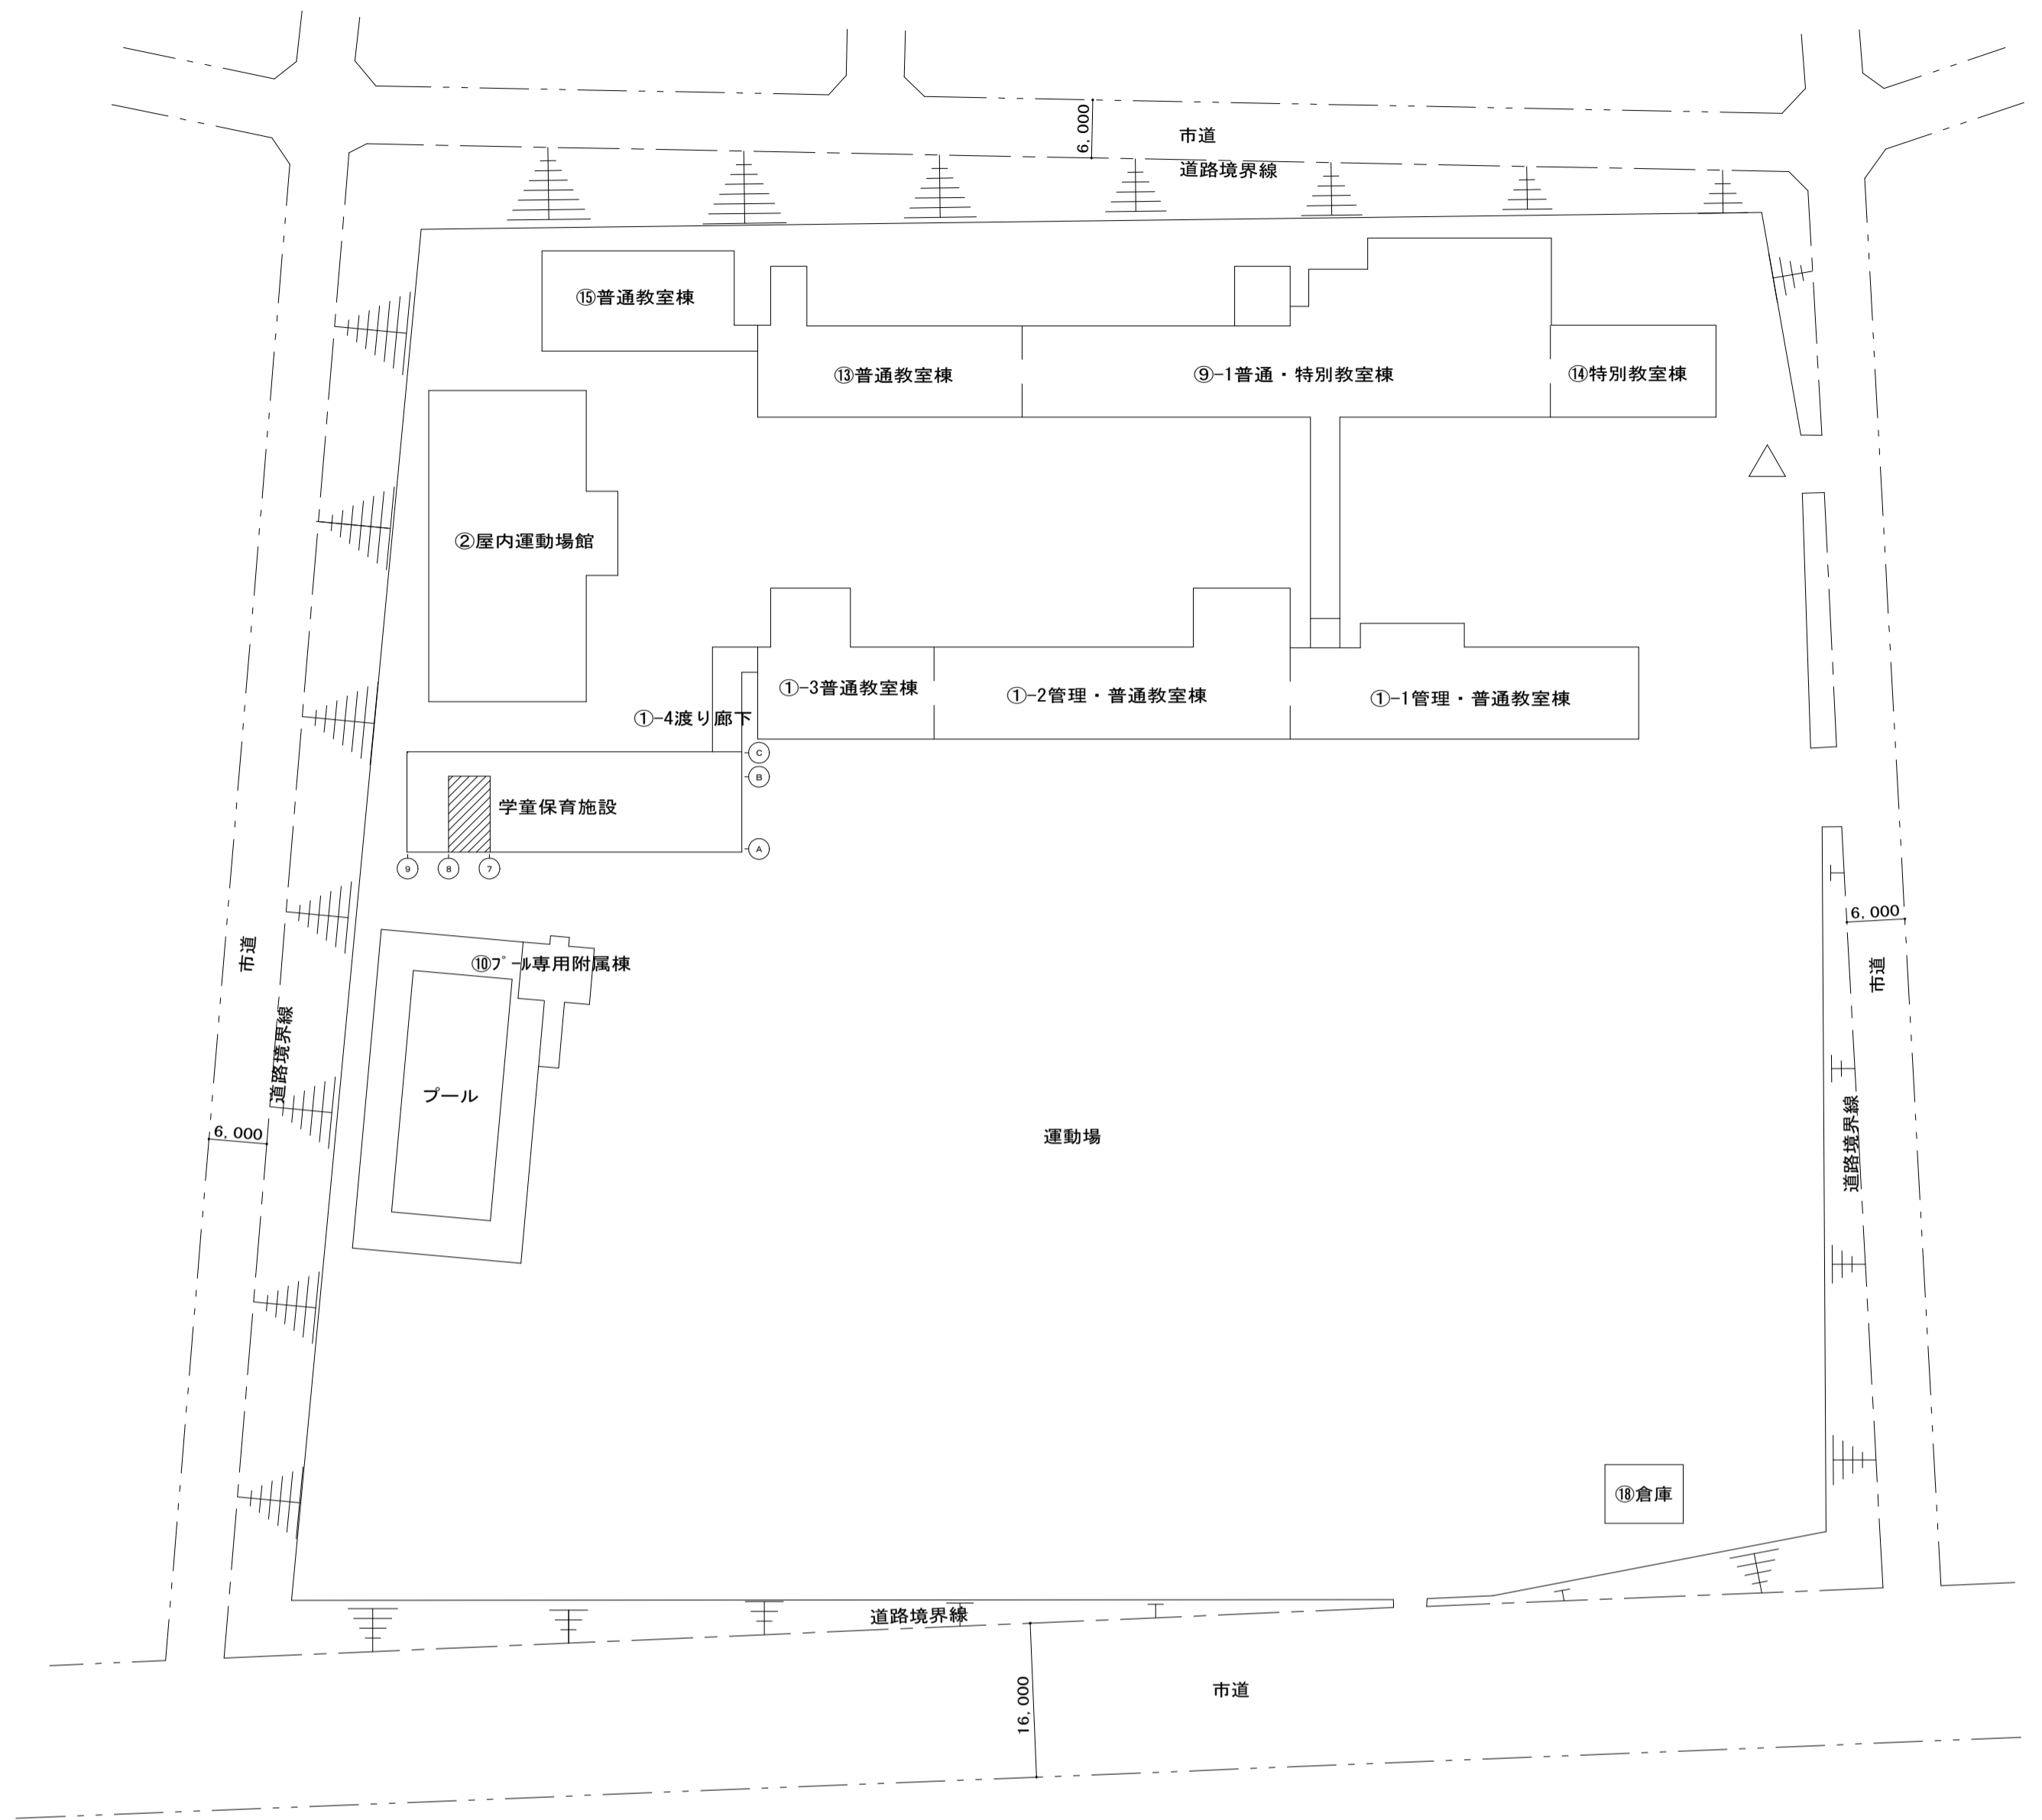 6,000
市道
道路境界線
⑮普通教室棟
⑬普通教室棟
⑨-1普通・特別教室棟
⑭特別教室棟
②屋内運動場館
①-3普通教室棟
①-2管理・普通教室棟
①-1管理・普通教室棟
①-4渡り廊下
C
B
学童保育施設
A
9
8
7
6,000
市道
⑩プール専用附属棟
市道
道路境界線
プール
道路境界線
6,000
運動場
⑱倉庫
道路境界線
16,000
市道